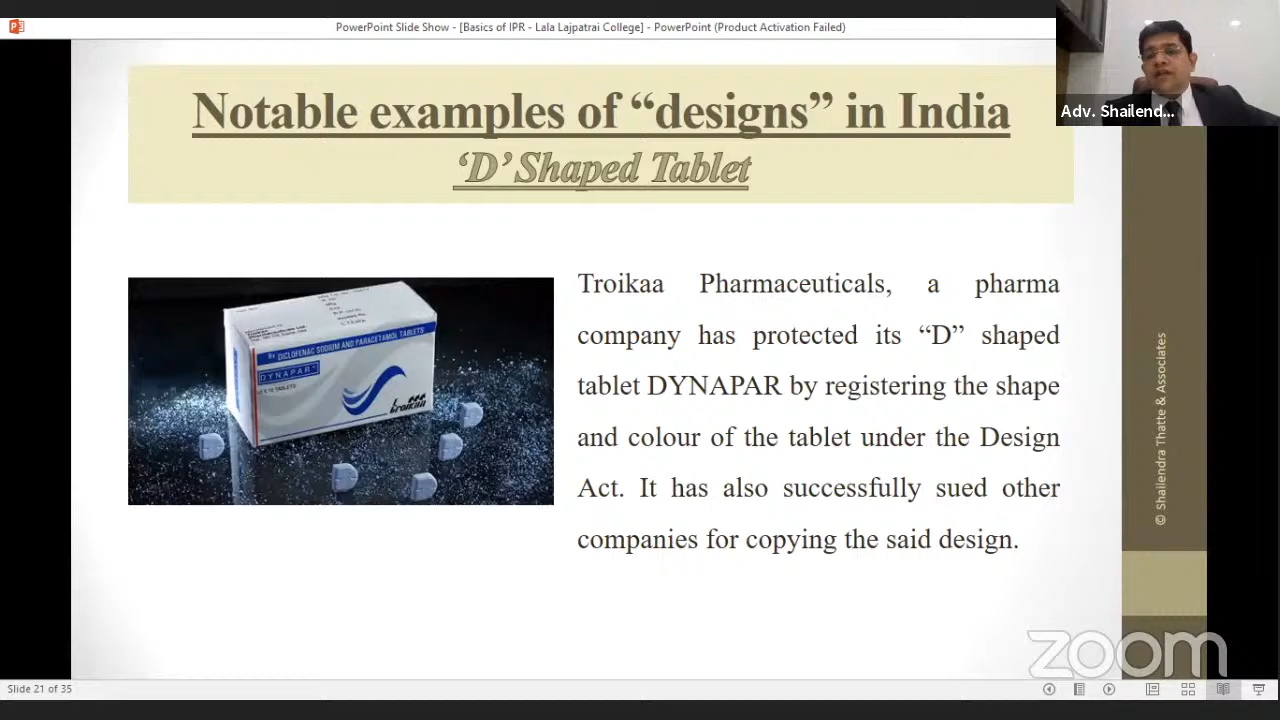 PowerPoint Slide Show - [Basics of IPR - Lala Lajpatrai College] - PowerPoint (Product Activation Failed)
Adv. Shailend...
Notable examples of “designs” in India
‘D’ Shaped Tablet
Rx DICLOFENAC SODIUM AND PARACETAMOL TABLETS
DYNAPAR
Troikaa
Troikaa Pharmaceuticals, a pharma
company has protected its “D” shaped
tablet DYNAPAR by registering the shape
and colour of the tablet under the Design
Act. It has also successfully sued other
companies for copying the said design.
© Shailendra Thatte & Associates
zoom
Slide 21 of 35